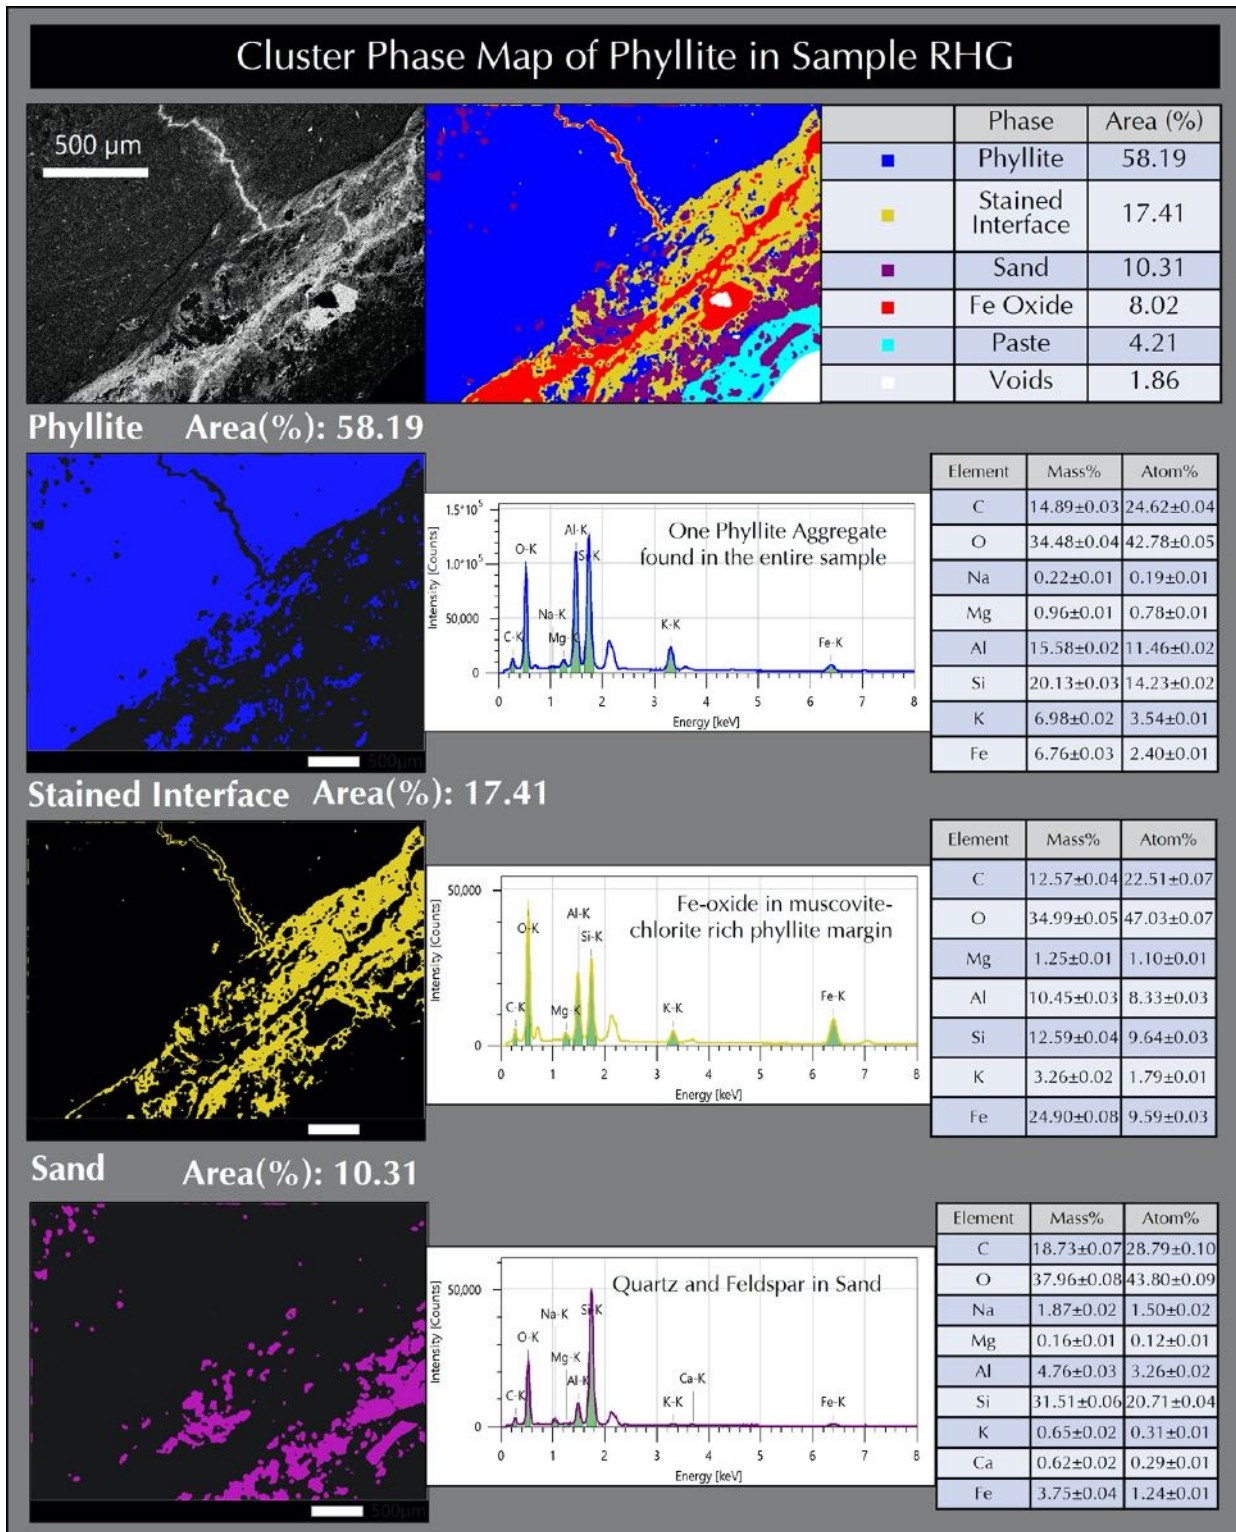 Cluster Phase Map of Phyllite in Sample RHG
500 µm
Phase Area (%)
Phyllite 58.19
Stained Interface 17.41
Sand 10.31
Fe Oxide 8.02
Paste 4.21
Voids 1.86
Phyllite Area(%): 58.19
1.5*10⁵
1.0*10⁵
50,000
0
Intensity [Counts]
One Phyllite Aggregate
found in the entire sample
C-K O-K Na-K Mg-K Al-K Si-K K-K Fe-K
0 1 2 3 4 5 6 7 8
Energy [keV]
500µm
Element Mass% Atom%
C 14.89±0.03 24.62±0.04
O 34.48±0.04 42.78±0.05
Na 0.22±0.01 0.19±0.01
Mg 0.96±0.01 0.78±0.01
Al 15.58±0.02 11.46±0.02
Si 20.13±0.03 14.23±0.02
K 6.98±0.02 3.54±0.01
Fe 6.76±0.03 2.40±0.01
Stained Interface Area(%): 17.41
50,000
0
Intensity [Counts]
Fe-oxide in muscovite-
chlorite rich phyllite margin
C-K O-K Mg-K Al-K Si-K K-K Fe-K
0 1 2 3 4 5 6 7 8
Energy [keV]
Element Mass% Atom%
C 12.57±0.04 22.51±0.07
O 34.99±0.05 47.03±0.07
Mg 1.25±0.01 1.10±0.01
Al 10.45±0.03 8.33±0.03
Si 12.59±0.04 9.64±0.03
K 3.26±0.02 1.79±0.01
Fe 24.90±0.08 9.59±0.03
Sand Area(%): 10.31
50,000
0
Intensity [Counts]
Quartz and Feldspar in Sand
C-K O-K Na-K Mg-K Al-K Si-K K-K Ca-K Fe-K
0 1 2 3 4 5 6 7 8
Energy [keV]
500µm
Element Mass% Atom%
C 18.73±0.07 28.79±0.10
O 37.96±0.08 43.80±0.09
Na 1.87±0.02 1.50±0.02
Mg 0.16±0.01 0.12±0.01
Al 4.76±0.03 3.26±0.02
Si 31.51±0.06 20.71±0.04
K 0.65±0.02 0.31±0.01
Ca 0.62±0.02 0.29±0.01
Fe 3.75±0.04 1.24±0.01